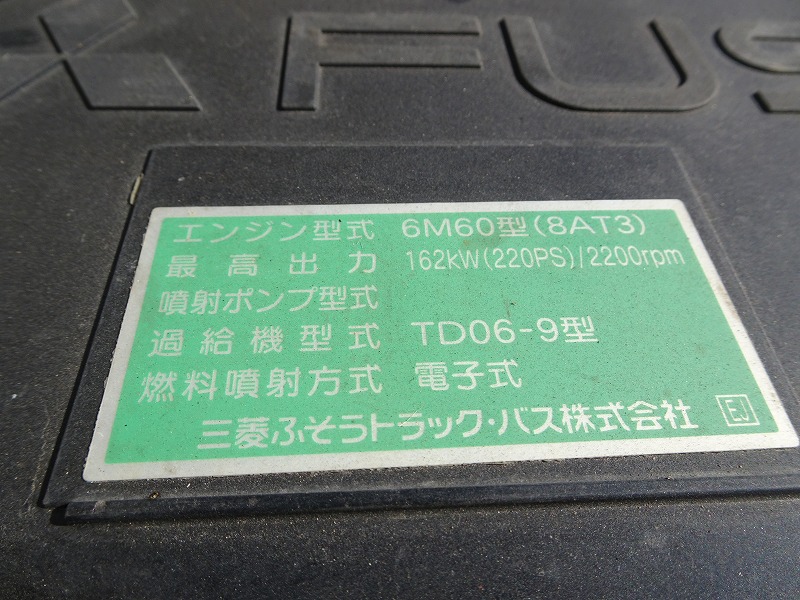 FUS
エンジン型式 6M60型(8AT3)
最高出力 162kW(220PS)/2200rpm
噴射ポンプ型式
過給機型式 TD06-9型
燃料噴射方式 電子式
三菱ふそうトラック・バス株式会社 EJ